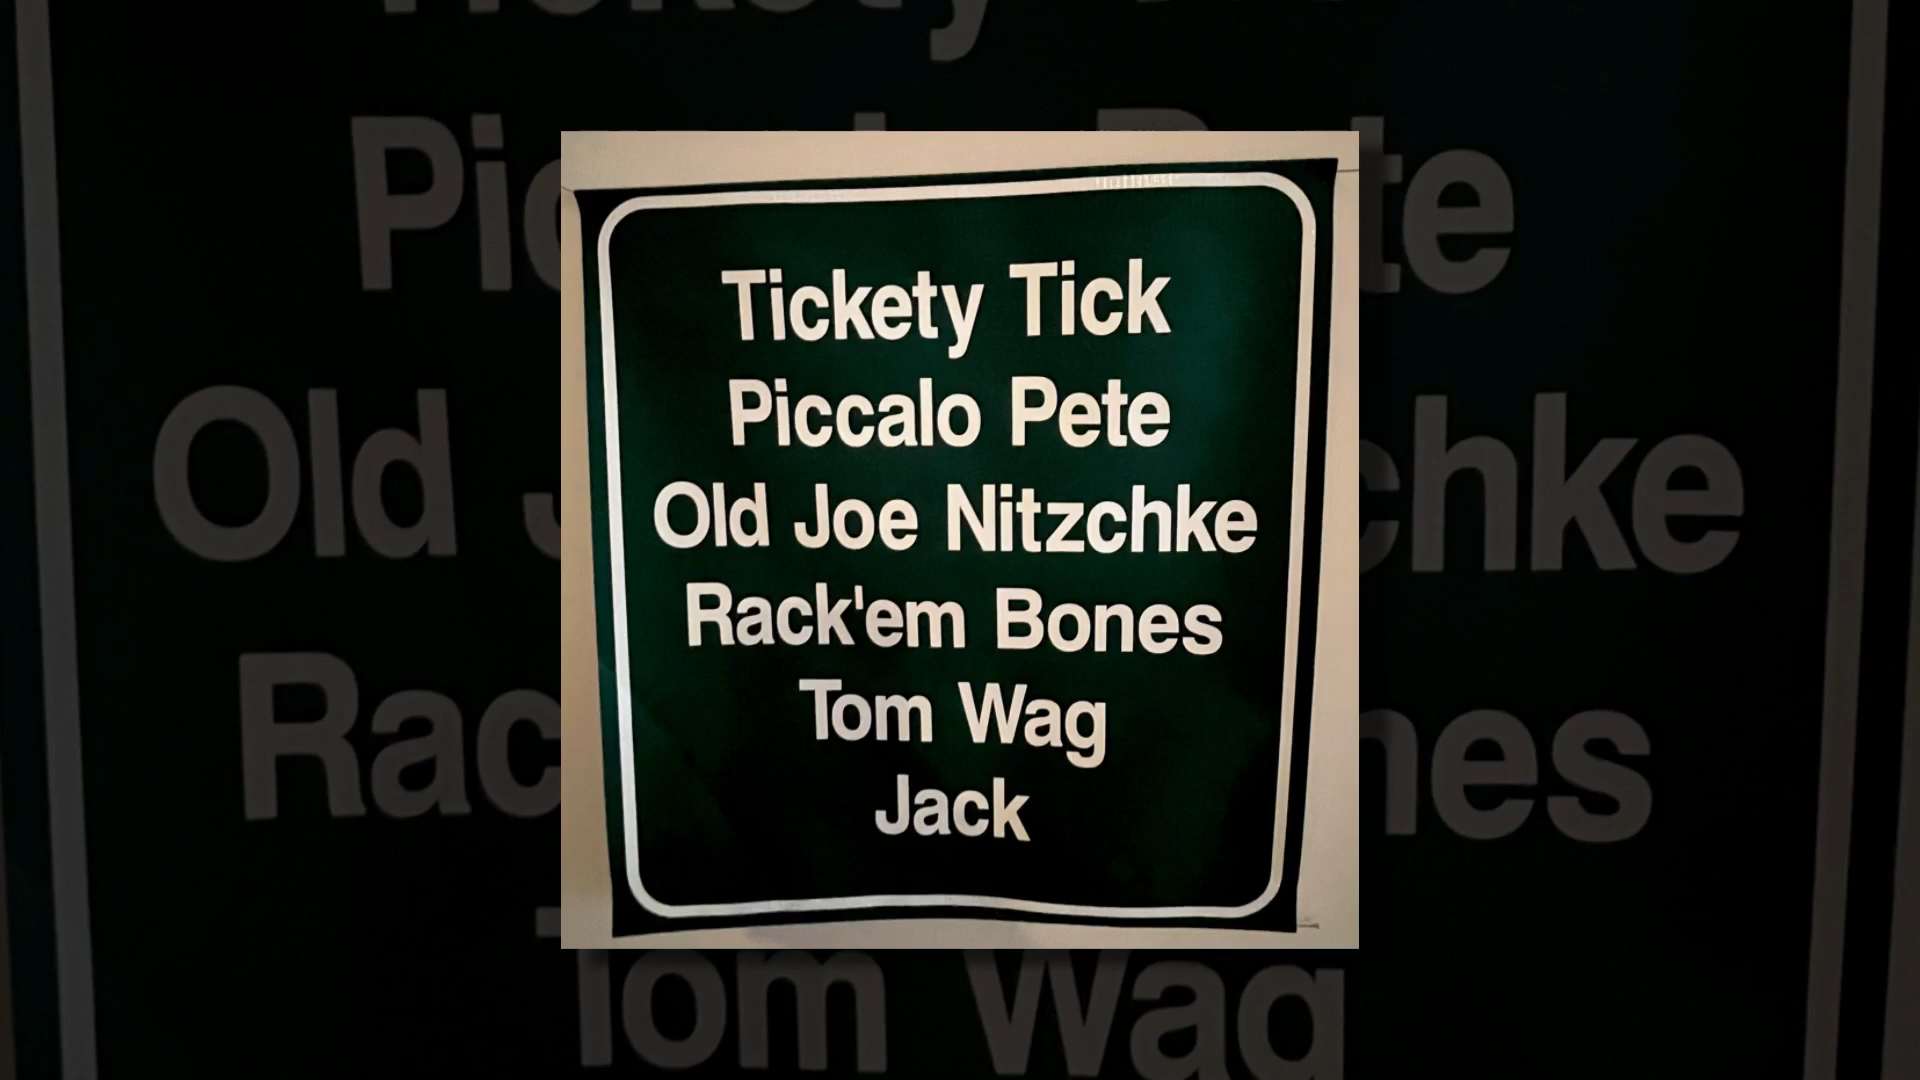 Tickety Tick
Piccalo Pete
Old Joe Nitzchke
Rack'em Bones
Tom Wag
Jack